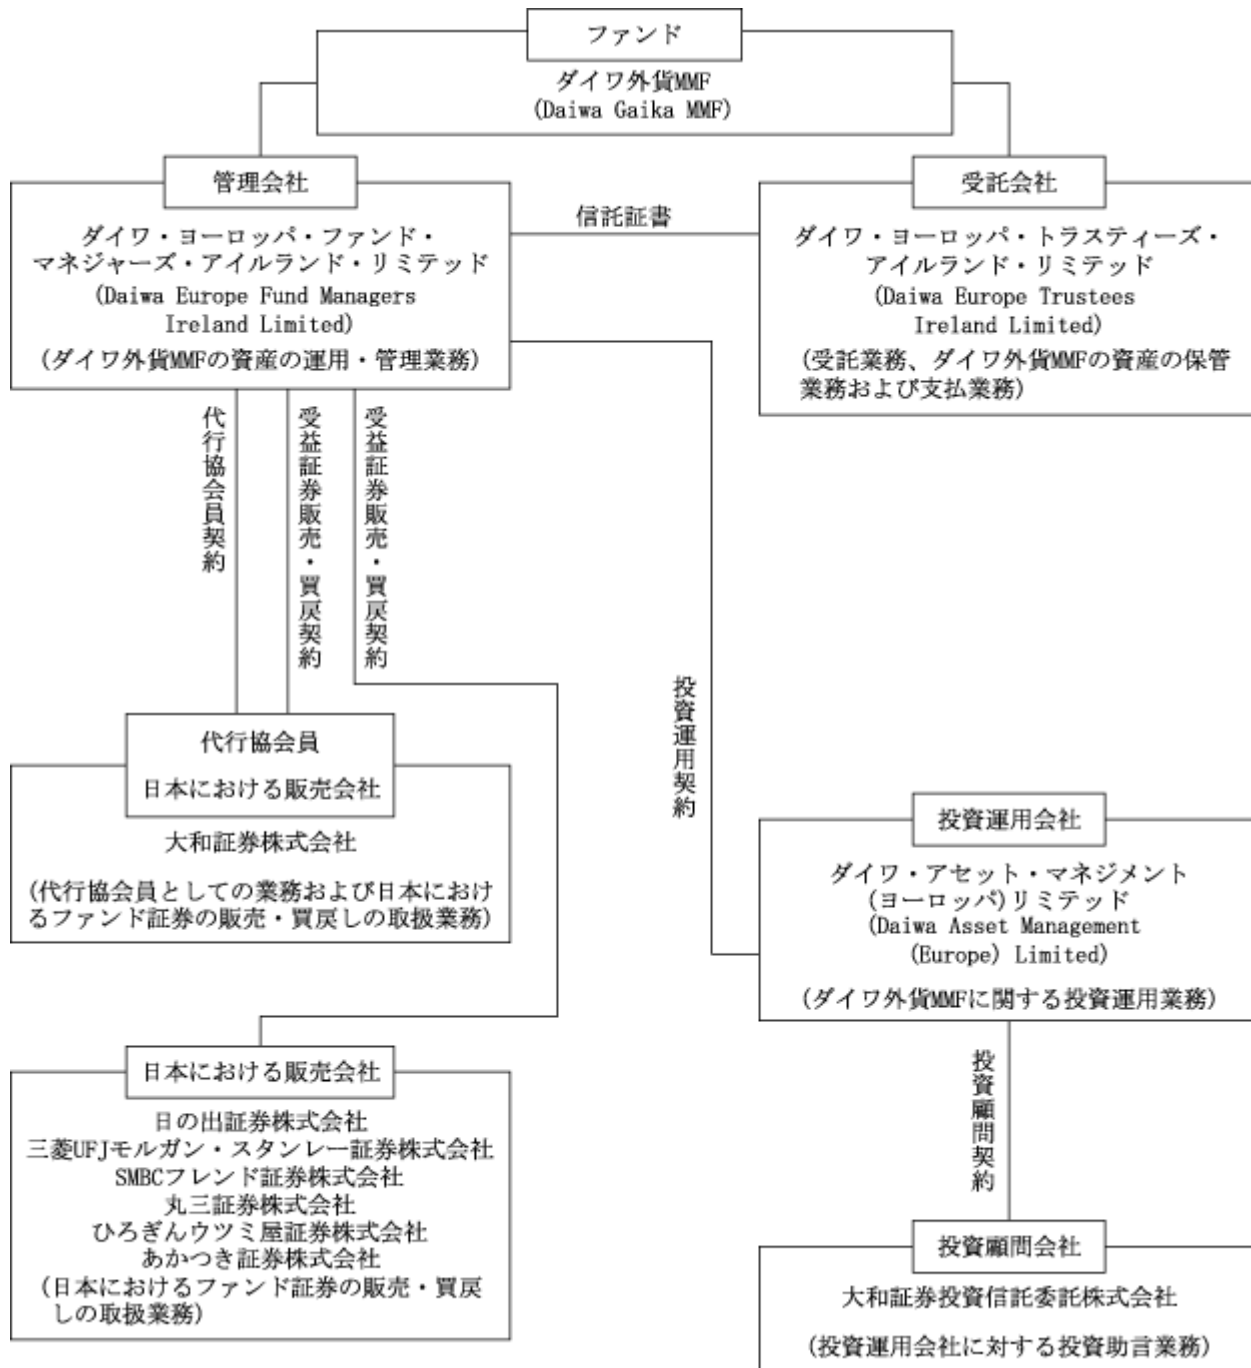 ファンド
ダイワ外貨MMF
(Daiwa Gaika MMF)
管理会社
ダイワ・ヨーロッパ・ファンド・
マネジャーズ・アイルランド・リミテッド
(Daiwa Europe Fund Managers
Ireland Limited)
(ダイワ外貨MMFの資産の運用・管理業務)
信託証書
受託会社
ダイワ・ヨーロッパ・トラスティーズ・
アイルランド・リミテッド
(Daiwa Europe Trustees
Ireland Limited)
(受託業務、ダイワ外貨MMFの資産の保管
業務および支払業務)
代行協会員契約
受益証券販売・買戻契約
受益証券販売・買戻契約
投資運用契約
代行協会員
日本における販売会社
大和証券株式会社
(代行協会員としての業務および日本におけ
るファンド証券の販売・買戻しの取扱業務)
投資運用会社
ダイワ・アセット・マネジメント
(ヨーロッパ)リミテッド
(Daiwa Asset Management
(Europe) Limited)
(ダイワ外貨MMFに関する投資運用業務)
日本における販売会社
日の出証券株式会社
三菱UFJモルガン・スタンレー証券株式会社
SMBCフレンド証券株式会社
丸三証券株式会社
ひろぎんウツミ屋証券株式会社
あかつき証券株式会社
(日本におけるファンド証券の販売・買戻
しの取扱業務)
投資顧問契約
投資顧問会社
大和証券投資信託委託株式会社
(投資運用会社に対する投資助言業務)